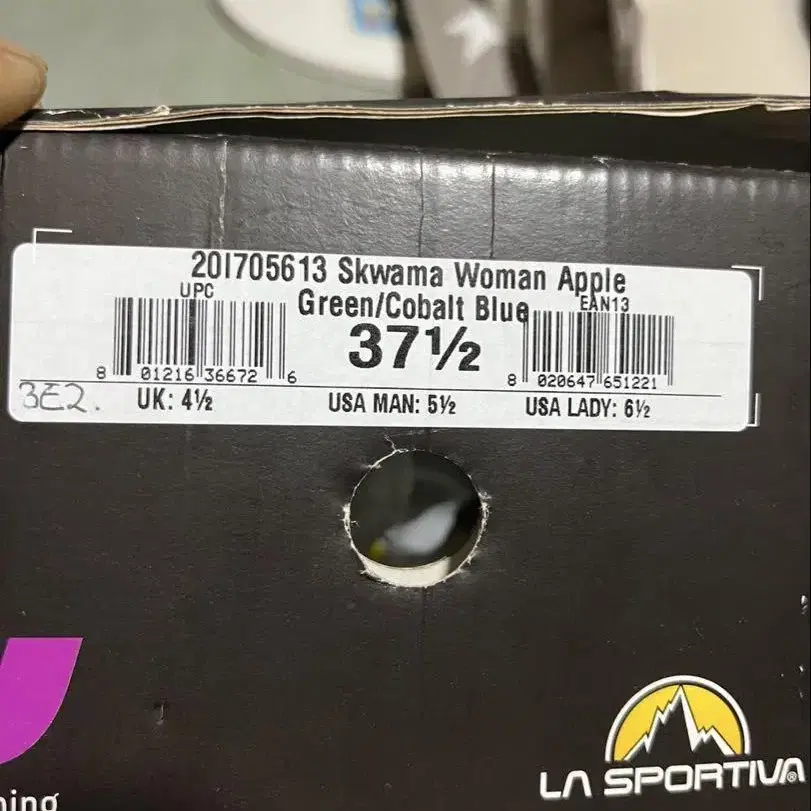 20I705613 Skwama Woman Apple
Green/Cobalt Blue
UPC
EAN13
37½
8 01216 36672 6
8 020647 651221
3E2.
UK: 4½
USA MAN: 5½
USA LADY: 6½
LA SPORTIVA®